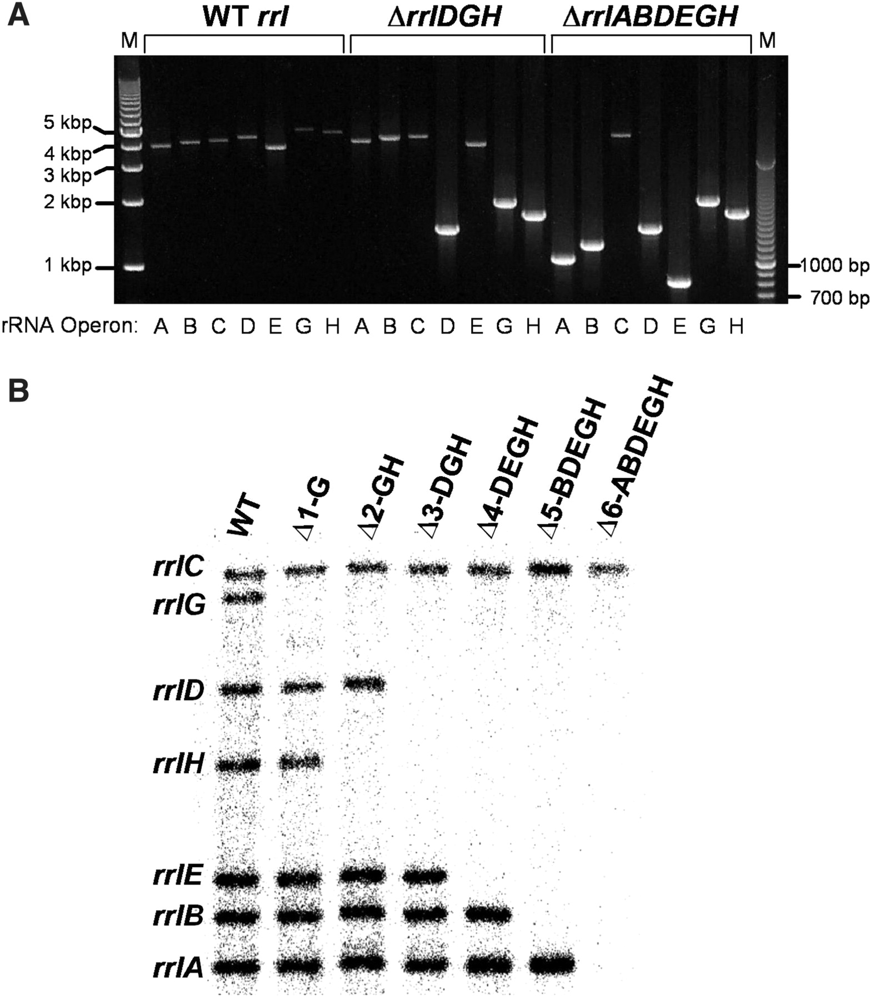 A
WT rrl ΔrrlDGH ΔrrlABDEGH
M M
5 kbp
4 kbp
3 kbp
2 kbp
1 kbp
1000 bp
700 bp
rRNA Operon: A B C D E G H A B C D E G H A B C D E G H
B
WT Δ1-G Δ2-GH Δ3-DGH Δ4-DEGH Δ5-BDEGH Δ6-ABDEGH
rrlC
rrlG
rrlD
rrlH
rrlE
rrlB
rrlA